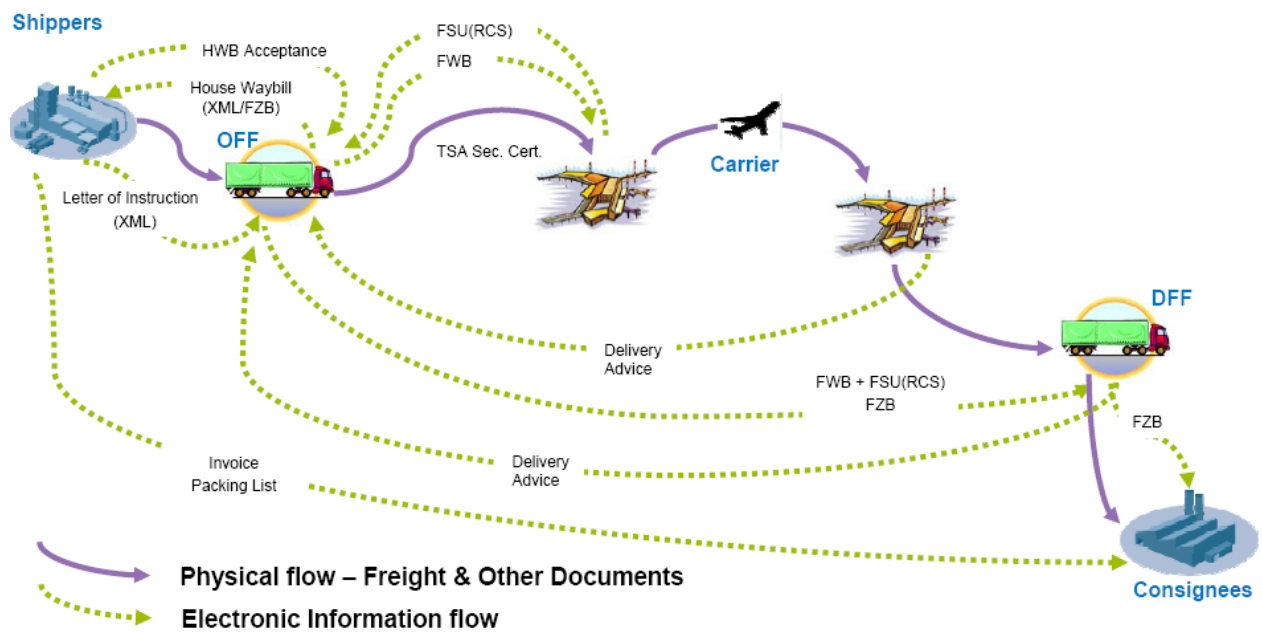 Shippers
FSU(RCS)
HWB Acceptance
FWB
House Waybill
(XML/FZB)
OFF
TSA Sec. Cert.
Carrier
Letter of Instruction
(XML)
DFF
Delivery
Advice
FWB + FSU(RCS)
FZB
FZB
Invoice
Packing List
Delivery
Advice
Physical flow – Freight & Other Documents
Consignees
Electronic Information flow